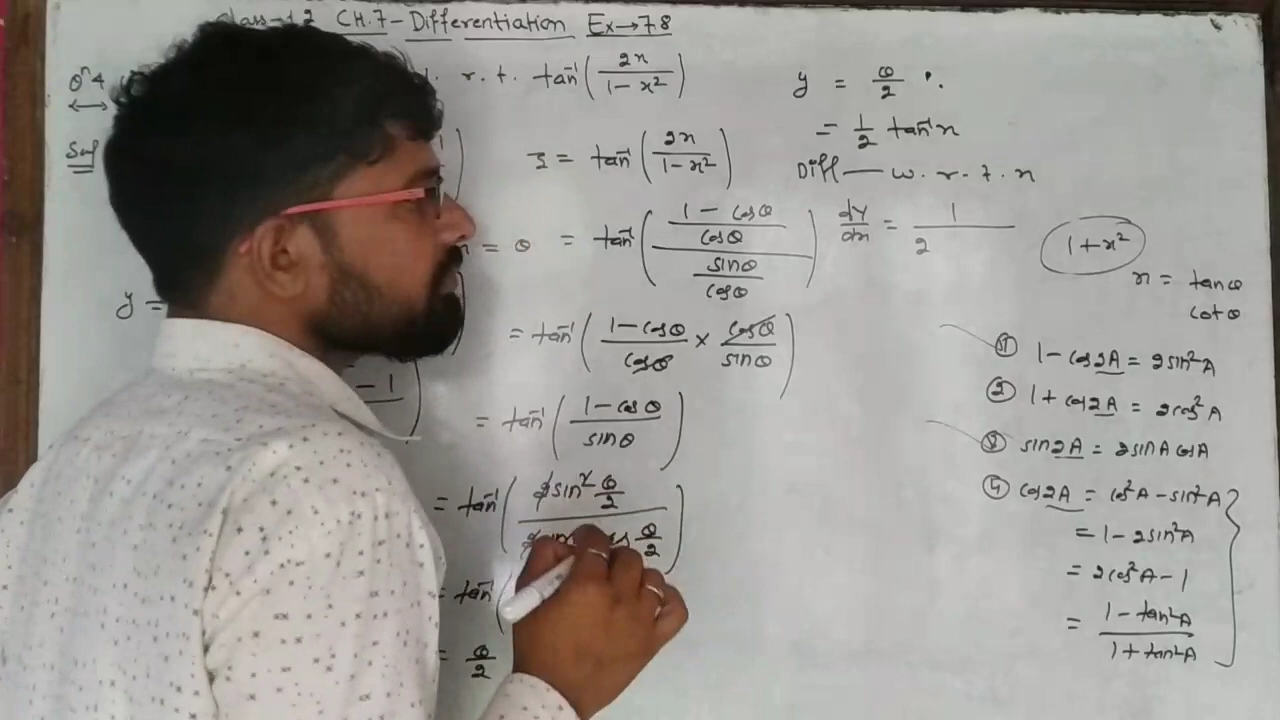 Class-12 CH.7-Differentiation Ex→7.8
Qⁿ4 w.r.t. tan⁻¹(2x/(1-x²))
Solⁿ
z = tan⁻¹(2x/(1-x²))
= θ
y =
- 1
= tan⁻¹(((1-cosθ)/cosθ)/(sinθ/cosθ))
= tan⁻¹((1-cosθ)/cosθ × cosθ/sinθ)
= tan⁻¹((1-cosθ)/sinθ)
= tan⁻¹(2sin² θ/2 / θ/2)
= tan⁻¹(
= θ/2
y = θ/2
= 1/2 tan⁻¹x
Diff— w.r.t.x
dy/dx = 1/2
1+x²
x = tanθ
cotθ
① 1-cos2A = 2sin²A
② 1+cos2A = 2cos²A
③ sin2A = 2sinA cosA
④ cos2A = cos²A-sin²A
= 1-2sin²A
= 2cos²A-1
= (1-tan²A)/(1+tan²A)